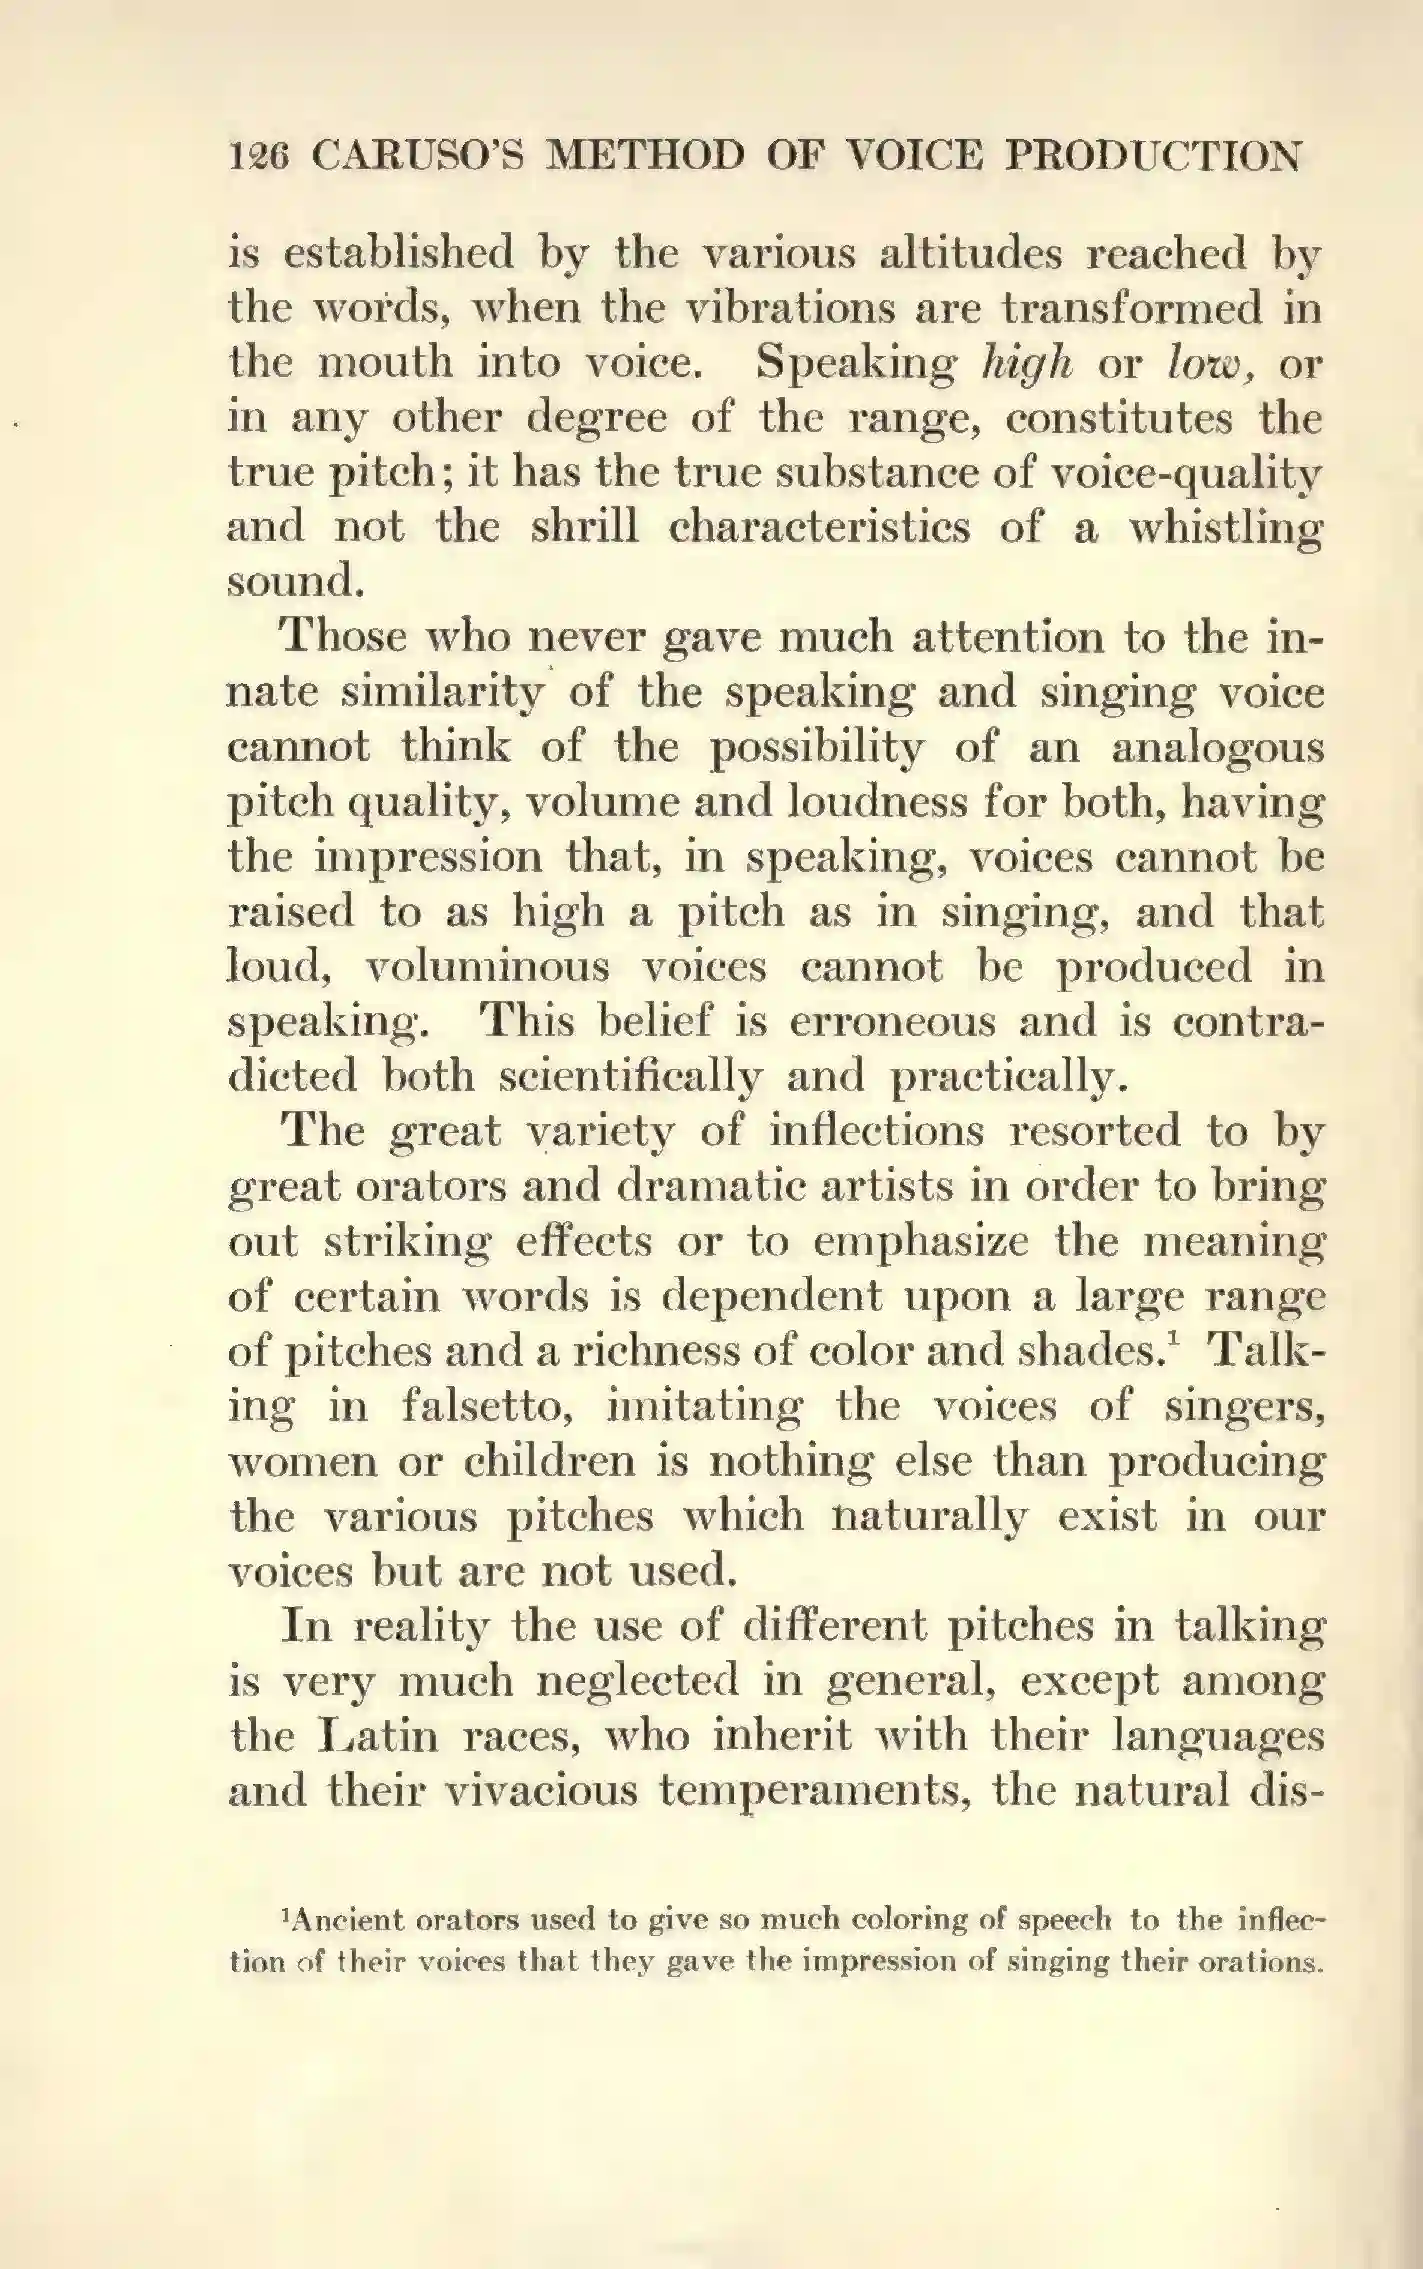 126 CARUSO'S METHOD OF VOICE PRODUCTION
is established by the various altitudes reached by
the words, when the vibrations are transformed in
the mouth into voice. Speaking high or low, or
in any other degree of the range, constitutes the
true pitch; it has the true substance of voice-quality
and not the shrill characteristics of a whistling
sound.
Those who never gave much attention to the in-
nate similarity of the speaking and singing voice
cannot think of the possibility of an analogous
pitch quality, volume and loudness for both, having
the impression that, in speaking, voices cannot be
raised to as high a pitch as in singing, and that
loud, voluminous voices cannot be produced in
speaking. This belief is erroneous and is contra-
dicted both scientifically and practically.
The great variety of inflections resorted to by
great orators and dramatic artists in order to bring
out striking effects or to emphasize the meaning
of certain words is dependent upon a large range
of pitches and a richness of color and shades.¹ Talk-
ing in falsetto, imitating the voices of singers,
women or children is nothing else than producing
the various pitches which naturally exist in our
voices but are not used.
In reality the use of different pitches in talking
is very much neglected in general, except among
the Latin races, who inherit with their languages
and their vivacious temperaments, the natural dis-
¹Ancient orators used to give so much coloring of speech to the inflec-
tion of their voices that they gave the impression of singing their orations.